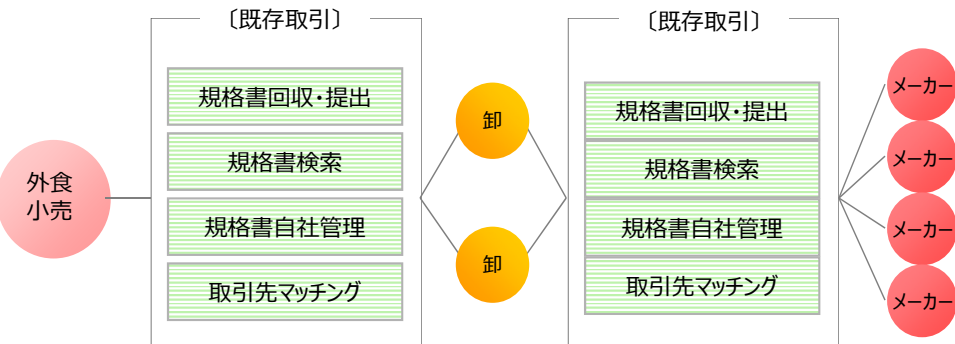 外食
小売
〔既存取引〕
規格書回収・提出
規格書検索
規格書自社管理
取引先マッチング
卸
卸
〔既存取引〕
規格書回収・提出
規格書検索
規格書自社管理
取引先マッチング
メーカー
メーカー
メーカー
メーカー